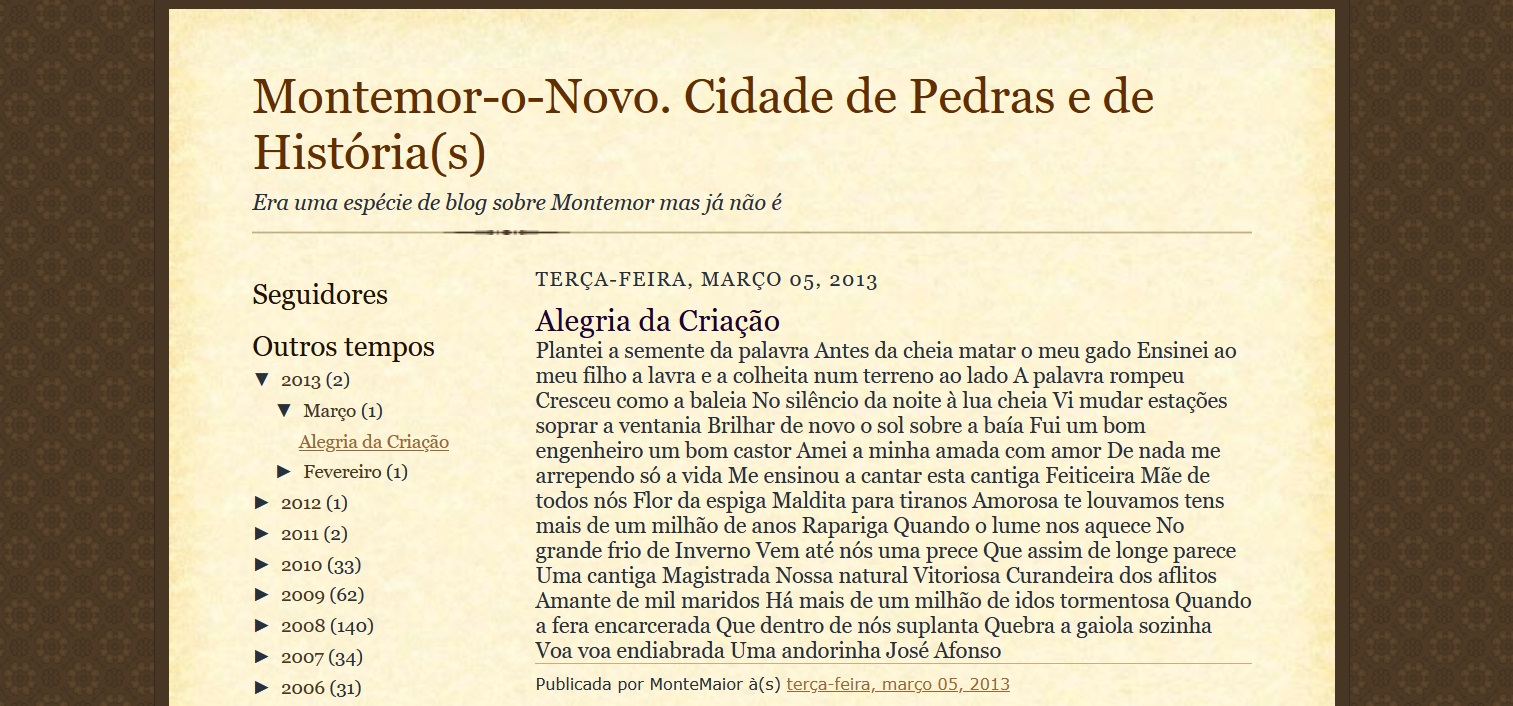 Montemor-o-Novo. Cidade de Pedras e de
História(s)
Era uma espécie de blog sobre Montemor mas já não é
Seguidores
Outros tempos
▼ 2013 (2)
▼ Março (1)
Alegria da Criação
► Fevereiro (1)
► 2012 (1)
► 2011 (2)
► 2010 (33)
► 2009 (62)
► 2008 (140)
► 2007 (34)
► 2006 (31)
TERÇA-FEIRA, MARÇO 05, 2013
Alegria da Criação
Plantei a semente da palavra Antes da cheia matar o meu gado Ensinei ao
meu filho a lavra e a colheita num terreno ao lado A palavra rompeu
Cresceu como a baleia No silêncio da noite à lua cheia Vi mudar estações
soprar a ventania Brilhar de novo o sol sobre a baía Fui um bom
engenheiro um bom castor Amei a minha amada com amor De nada me
arrependo só a vida Me ensinou a cantar esta cantiga Feiticeira Mãe de
todos nós Flor da espiga Maldita para tiranos Amorosa te louvamos tens
mais de um milhão de anos Rapariga Quando o lume nos aquece No
grande frio de Inverno Vem até nós uma prece Que assim de longe parece
Uma cantiga Magistrada Nossa natural Vitoriosa Curandeira dos aflitos
Amante de mil maridos Há mais de um milhão de idos tormentosa Quando
a fera encarcerada Que dentro de nós suplanta Quebra a gaiola sozinha
Voa voa endiabrada Uma andorinha José Afonso
Publicada por MonteMaior à(s) terça-feira, março 05, 2013